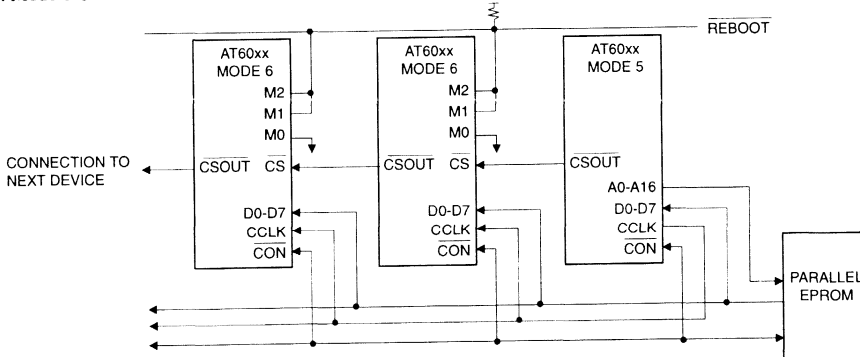 REBOOT
AT60xx
MODE 6
M2
M1
M0
CSOUT
CS
D0-D7
CCLK
CON
AT60xx
MODE 6
M2
M1
M0
CSOUT
CS
D0-D7
CCLK
CON
AT60xx
MODE 5
CSOUT
A0-A16
D0-D7
CCLK
CON
CONNECTION TO
NEXT DEVICE
PARALLEL
EPROM